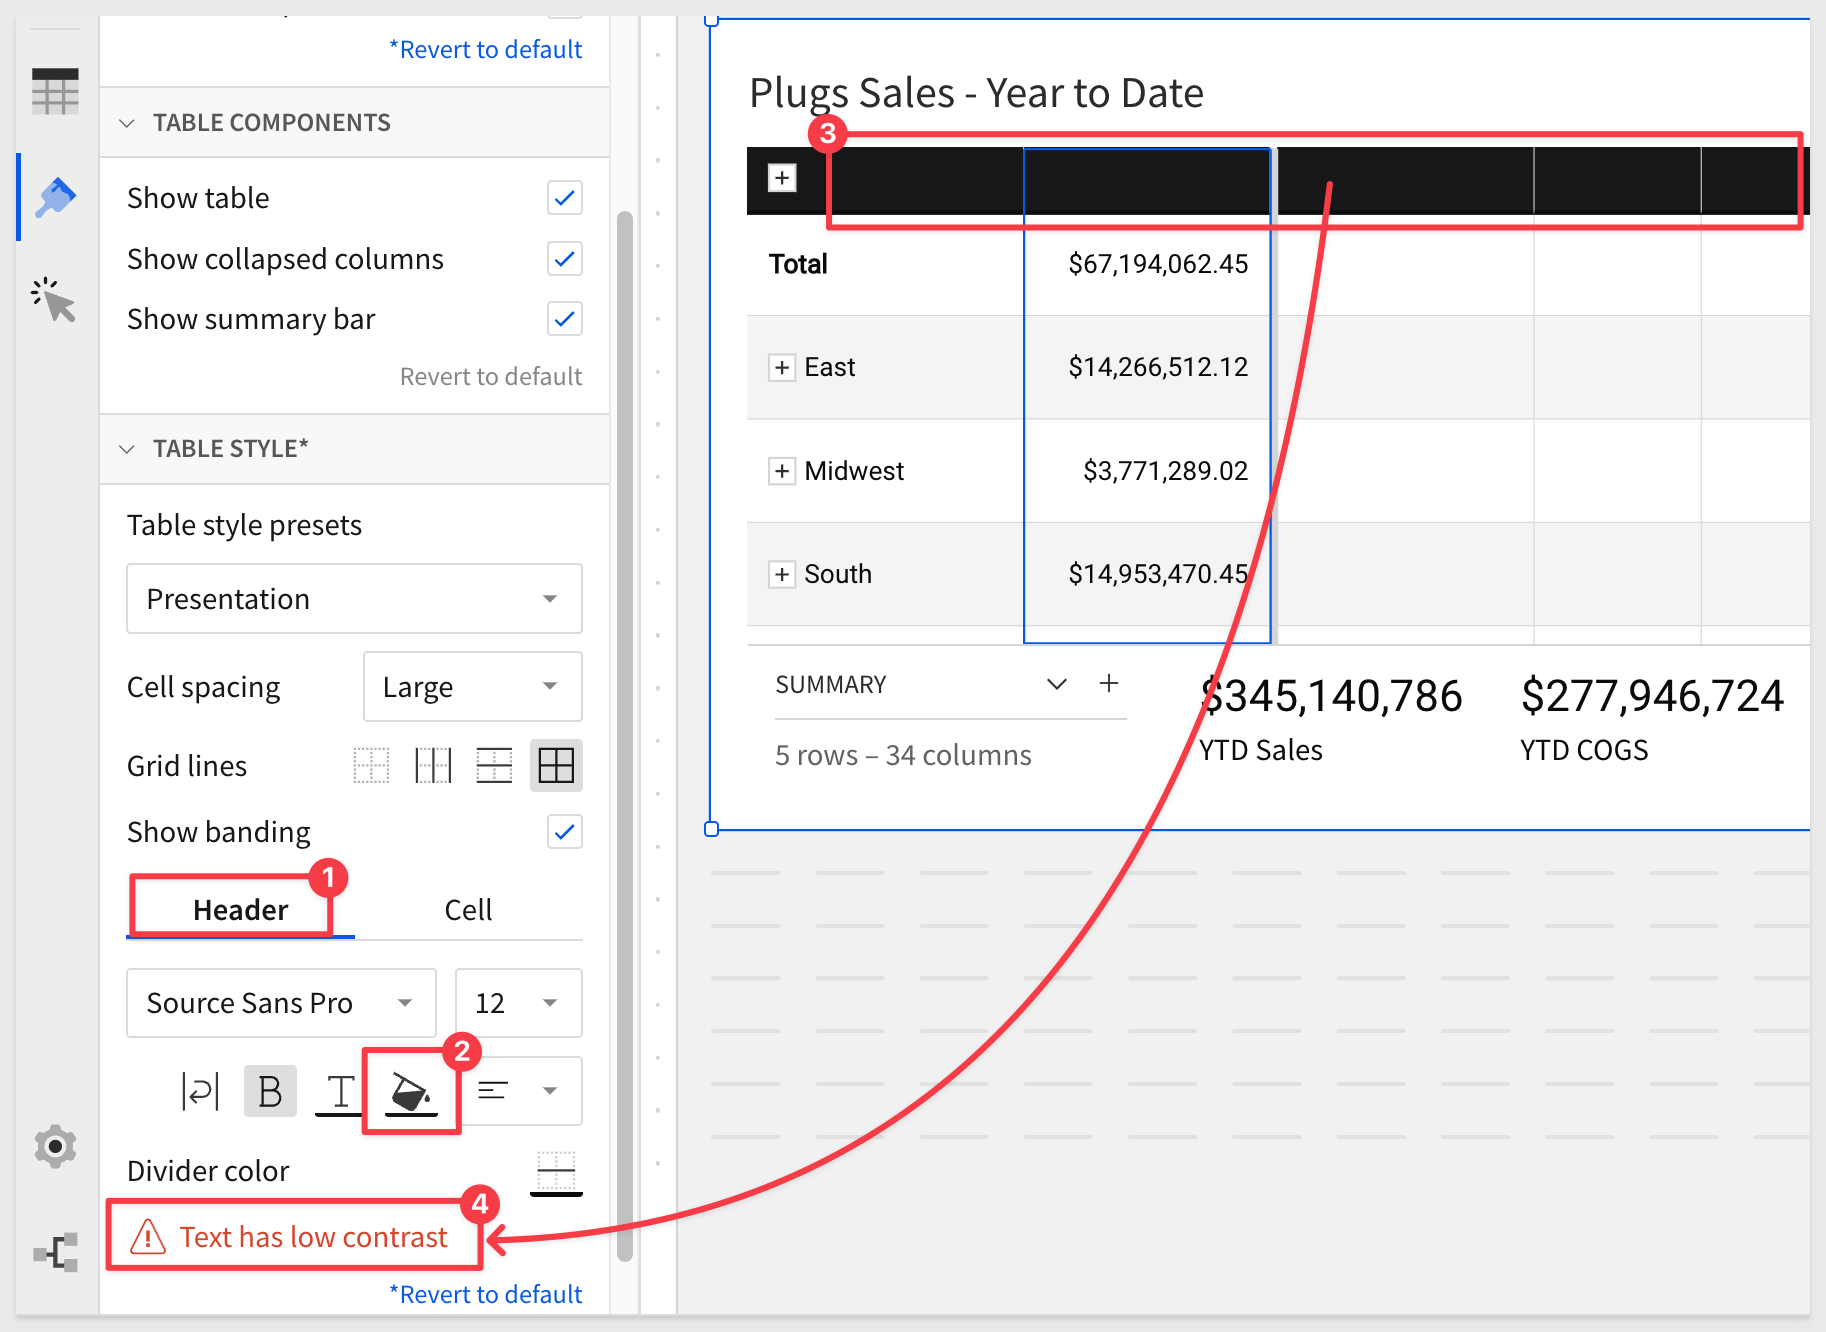 *Revert to default
TABLE COMPONENTS
Show table
Show collapsed columns
Show summary bar
Revert to default
TABLE STYLE*
Table style presets
Presentation
Cell spacing
Large
Grid lines
Show banding
1
Header
Cell
Source Sans Pro
12
2
B
T
Divider color
4
Text has low contrast
*Revert to default
Plugs Sales - Year to Date
3
Total
$67,194,062.45
East
$14,266,512.12
Midwest
$3,771,289.02
South
$14,953,470.45
SUMMARY
5 rows – 34 columns
$345,140,786
YTD Sales
$277,946,724
YTD COGS